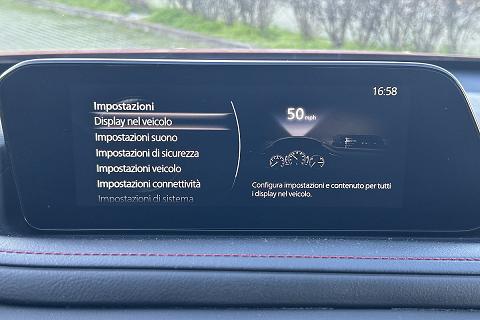 16:58
Impostazioni
Display nel veicolo
Impostazioni suono
Impostazioni di sicurezza
Impostazioni veicolo
Impostazioni connettività
Impostazioni di sistema
50 mph
Configura impostazioni e contenuto per tutti
i display nel veicolo.